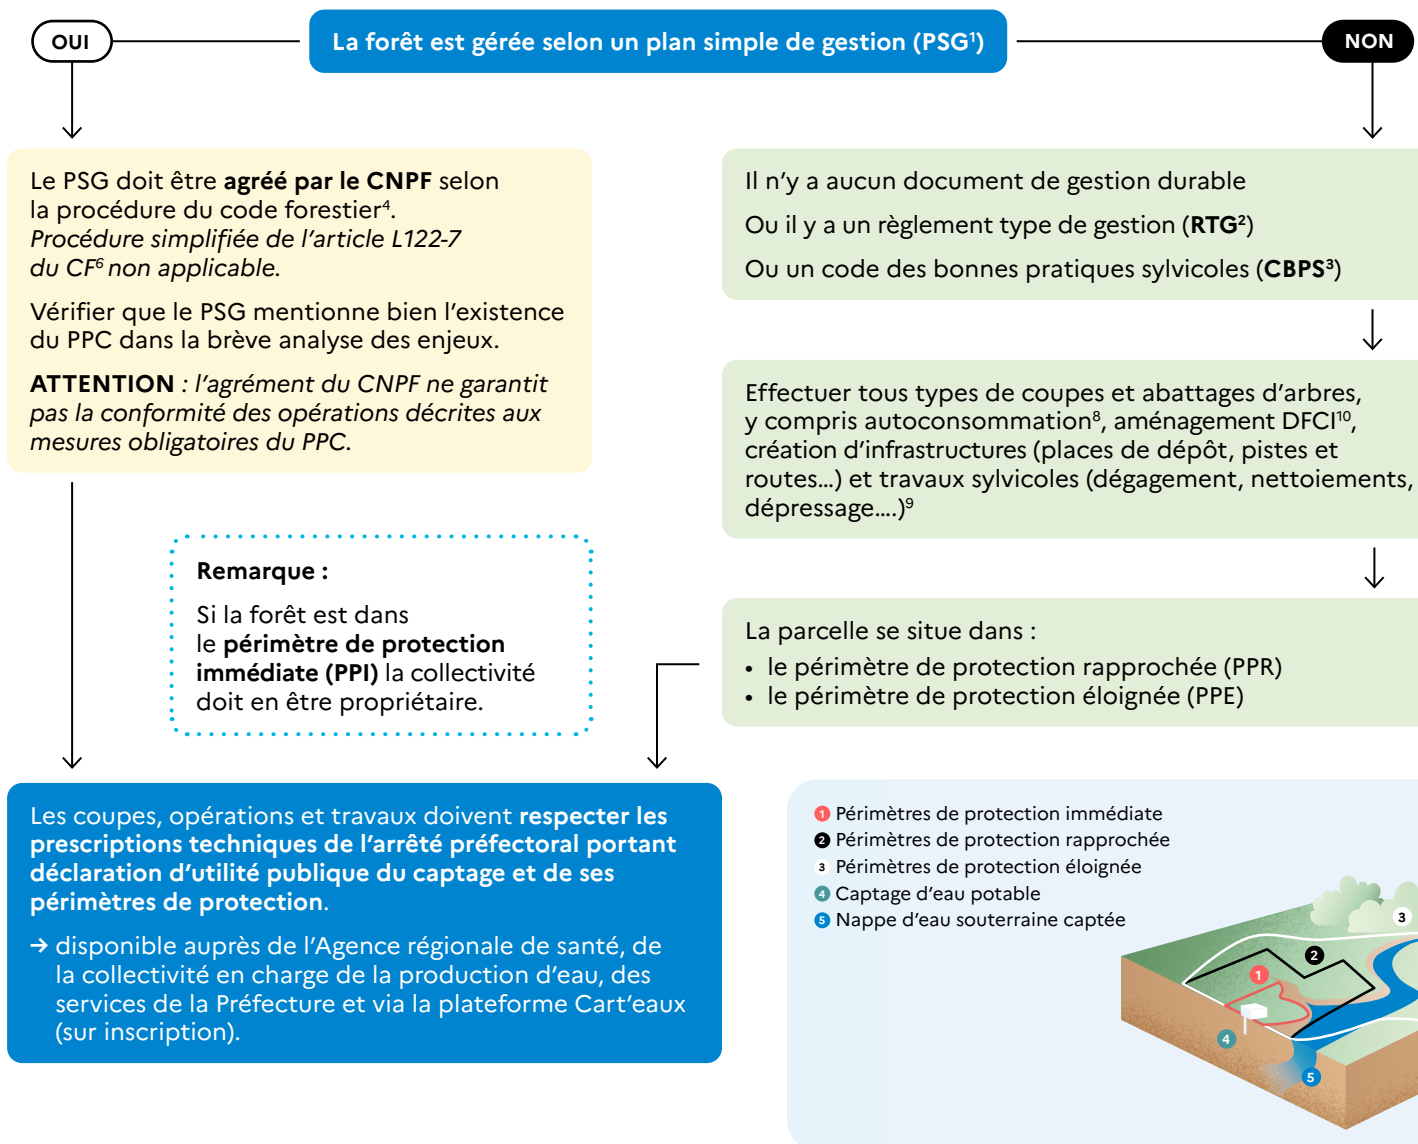 OUI
La forêt est gérée selon un plan simple de gestion (PSG¹)
NON
Le PSG doit être agréé par le CNPF selon
la procédure du code forestier⁴.
Procédure simplifiée de l’article L122-7
du CF⁶ non applicable.
Vérifier que le PSG mentionne bien l’existence
du PPC dans la brève analyse des enjeux.
ATTENTION : l’agrément du CNPF ne garantit
pas la conformité des opérations décrites aux
mesures obligatoires du PPC.
Il n’y a aucun document de gestion durable
Ou il y a un règlement type de gestion (RTG²)
Ou un code des bonnes pratiques sylvicoles (CBPS³)
Effectuer tous types de coupes et abattages d’arbres,
y compris autoconsommation⁸, aménagement DFCI¹⁰,
création d’infrastructures (places de dépôt, pistes et
routes…) et travaux sylvicoles (dégagement, nettoiements,
dépressage….)⁹
Remarque :
Si la forêt est dans
le périmètre de protection
immédiate (PPI) la collectivité
doit en être propriétaire.
La parcelle se situe dans :
• le périmètre de protection rapprochée (PPR)
• le périmètre de protection éloignée (PPE)
Les coupes, opérations et travaux doivent respecter les
prescriptions techniques de l’arrêté préfectoral portant
déclaration d’utilité publique du captage et de ses
périmètres de protection.
→ disponible auprès de l’Agence régionale de santé, de
la collectivité en charge de la production d’eau, des
services de la Préfecture et via la plateforme Cart’eaux
(sur inscription).
1 Périmètres de protection immédiate
2 Périmètres de protection rapprochée
3 Périmètres de protection éloignée
4 Captage d’eau potable
5 Nappe d’eau souterraine captée
3
2
1
4
5